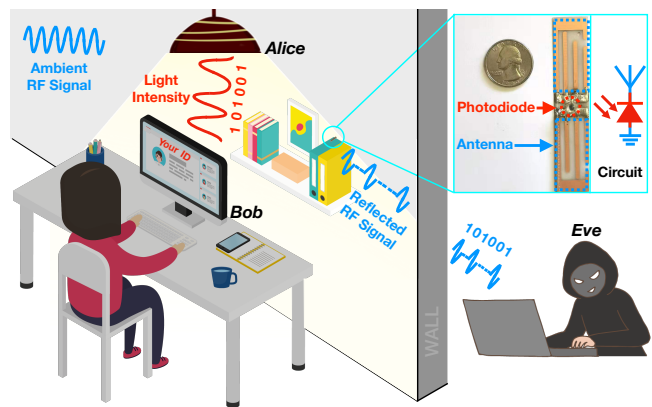 Ambient
RF Signal
Alice
Light
Intensity
101001
Your ID
Bob
Reflected
RF Signal
Photodiode
Antenna
Circuit
101001
Eve
WALL